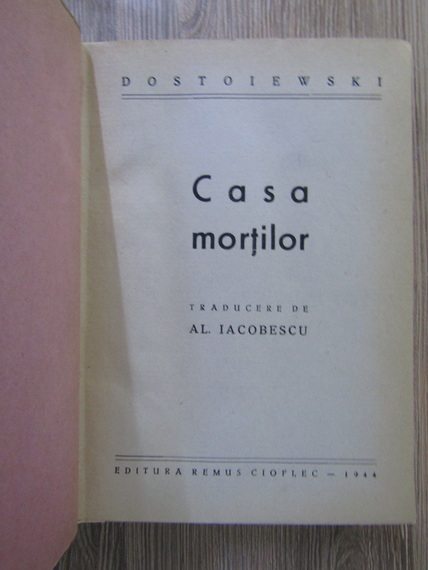 DOSTOIEWSKI
Casa
morților
TRADUCERE DE
AL. IACOBESCU
EDITURA REMUS CIOFLEC — 1944